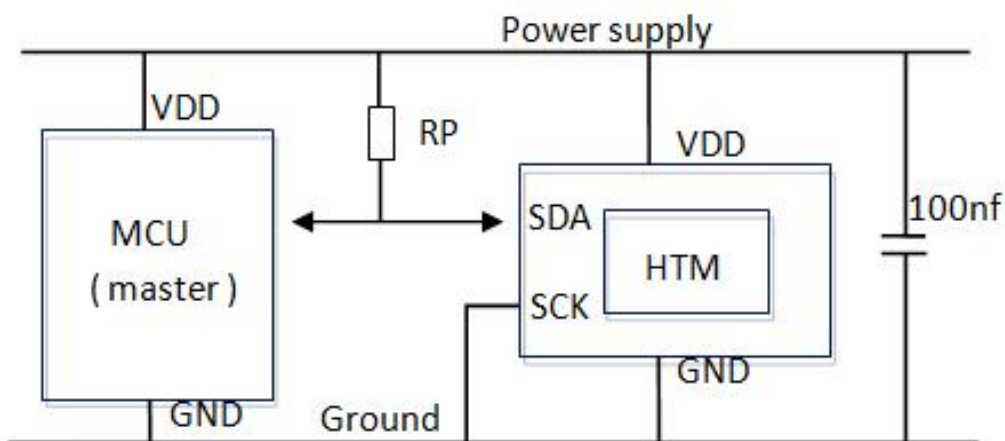 Power supply
VDD
RP
VDD
MCU
( master )
SDA
HTM
SCK
100nf
GND
GND
Ground